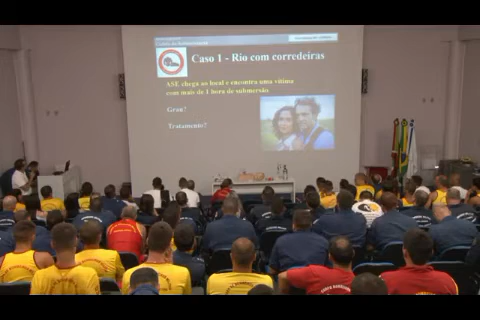 Caso 1 - Rio com corredeiras
ASE chega ao local e encontra uma vítima
com mais de 1 hora de submersão
Grau?
Tratamento?